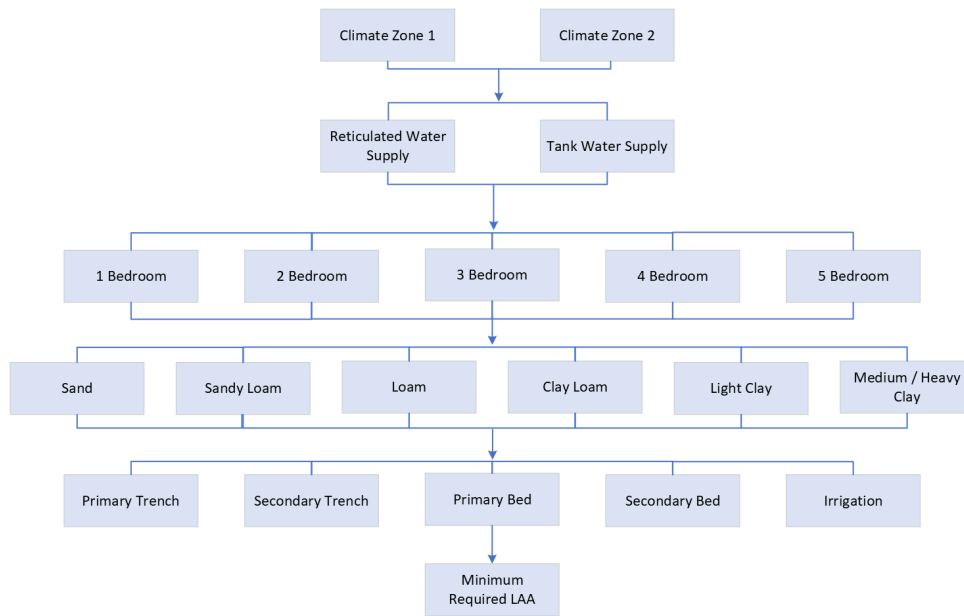 Climate Zone 1
Climate Zone 2
Reticulated Water
Supply
Tank Water Supply
1 Bedroom
2 Bedroom
3 Bedroom
4 Bedroom
5 Bedroom
Sand
Sandy Loam
Loam
Clay Loam
Light Clay
Medium / Heavy
Clay
Primary Trench
Secondary Trench
Primary Bed
Secondary Bed
Irrigation
Minimum
Required LAA